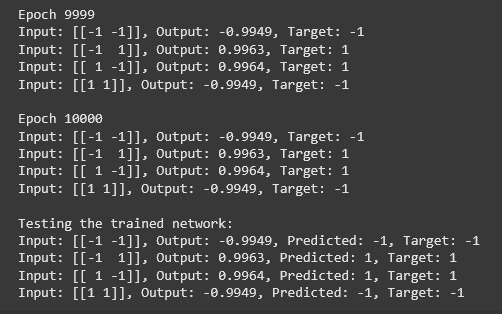 Epoch 9999
Input: [[-1 -1]], Output: -0.9949, Target: -1
Input: [[-1  1]], Output: 0.9963, Target: 1
Input: [[ 1 -1]], Output: 0.9964, Target: 1
Input: [[1 1]], Output: -0.9949, Target: -1

Epoch 10000
Input: [[-1 -1]], Output: -0.9949, Target: -1
Input: [[-1  1]], Output: 0.9963, Target: 1
Input: [[ 1 -1]], Output: 0.9964, Target: 1
Input: [[1 1]], Output: -0.9949, Target: -1

Testing the trained network:
Input: [[-1 -1]], Output: -0.9949, Predicted: -1, Target: -1
Input: [[-1  1]], Output: 0.9963, Predicted: 1, Target: 1
Input: [[ 1 -1]], Output: 0.9964, Predicted: 1, Target: 1
Input: [[1 1]], Output: -0.9949, Predicted: -1, Target: -1